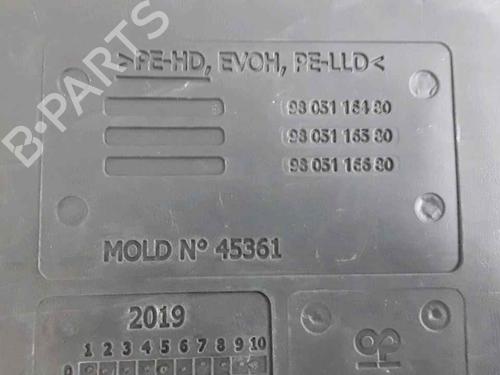 >PE-HD, EVOH, PE-LLD<
98 051 164 80
98 051 165 80
98 051 166 80
MOLD Nº 45361
2019
1 2 3 4 5 6 7 8 9 10
B-PARTS